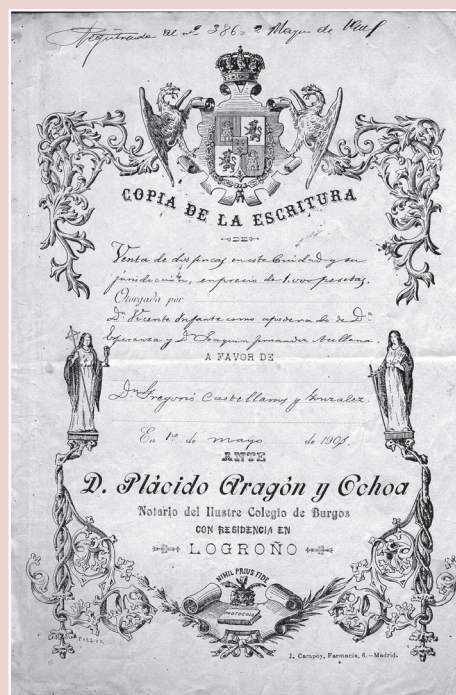 Registrada al nº 386 = 2 Mayo de
COPIA DE LA ESCRITURA
DE
Venta de dos fincas en esta Ciudad y su
jurisdicción, en precio de 1.000 pesetas.
Otorgada por
Dn Vicente Infante como apoderado de Dª
Esperanza y Dn Joaquin Fernandez Arellano.
A FAVOR DE
Dn Gregorio Castellanos y Gonzalez.
En 1º de mayo de 1905.
ANTE
D. Plácido Aragón y Ochoa
Notario del Ilustre Colegio de Burgos
CON RESIDENCIA EN
LOGROÑO
NIHIL PRIUS FIDE
PROTOCOLO
J. Campoy, Farmacia, 6.—Madrid.